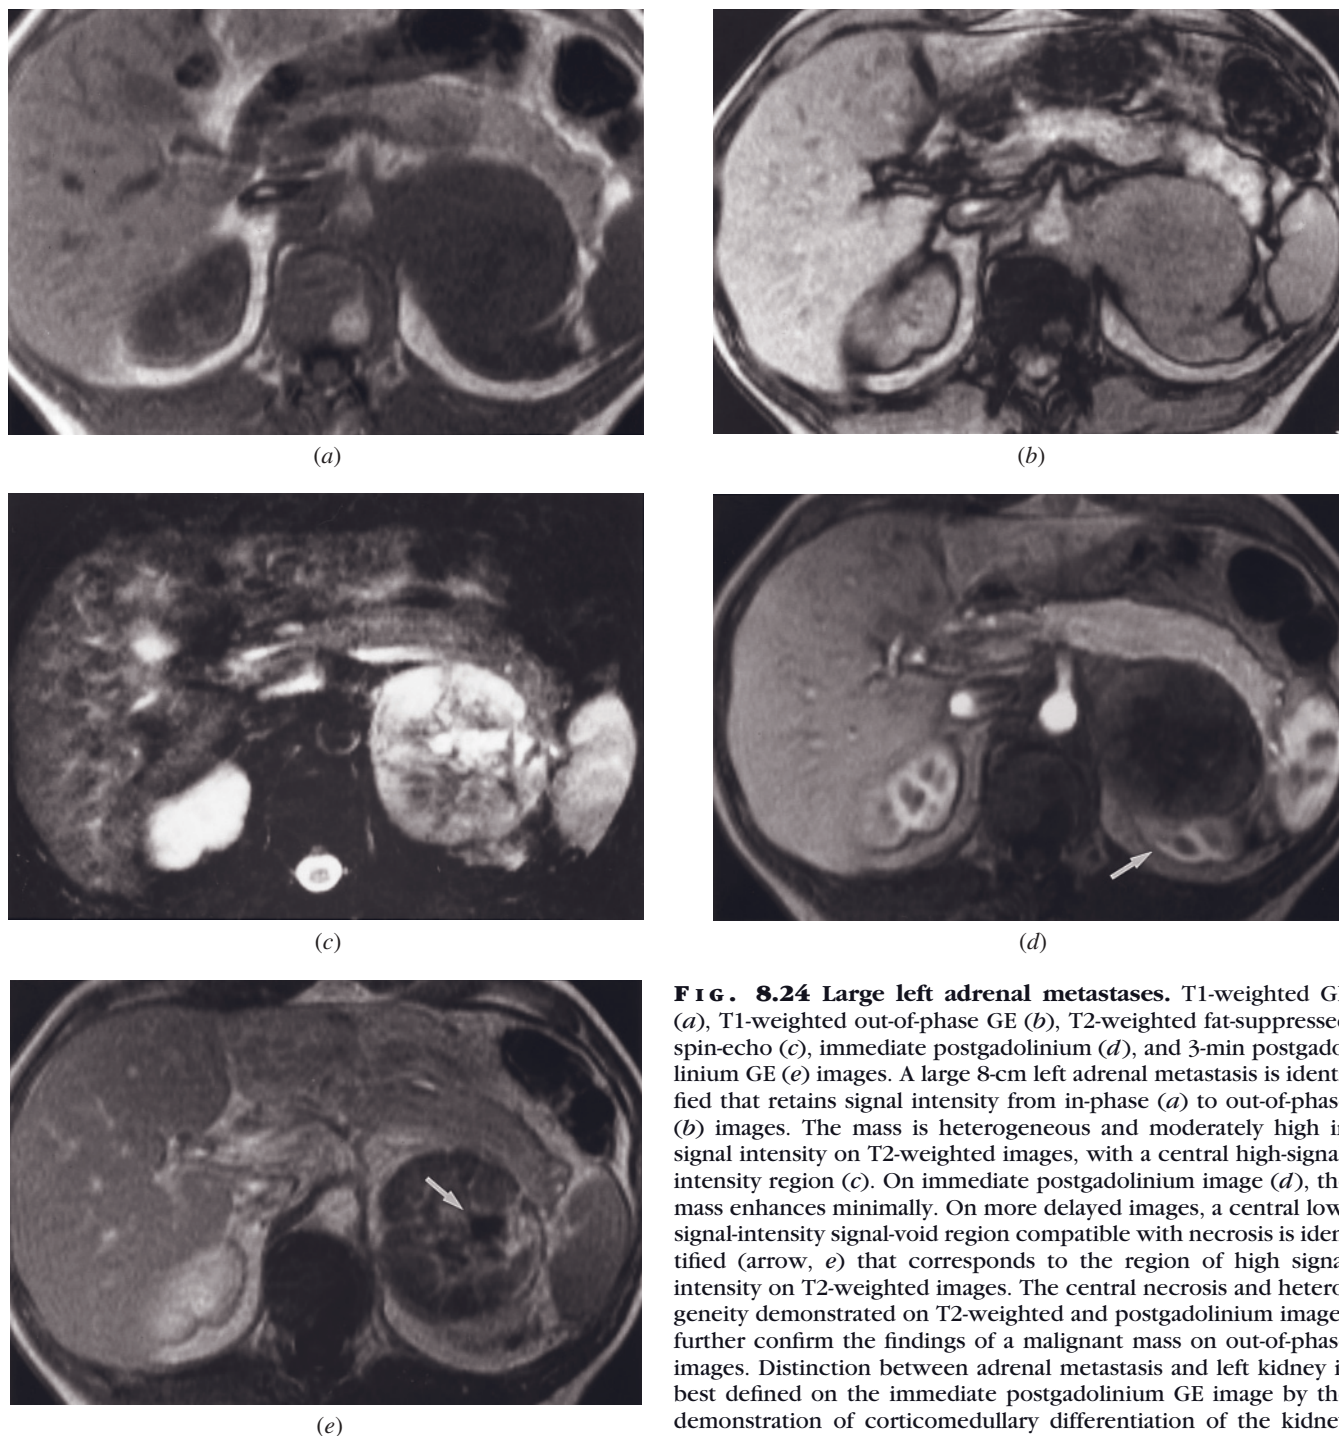 (a)
(b)
(c)
(d)
(e)
FIG. 8.24 Large left adrenal metastases. T1-weighted GE
(a), T1-weighted out-of-phase GE (b), T2-weighted fat-suppressed
spin-echo (c), immediate postgadolinium (d), and 3-min postgado
linium GE (e) images. A large 8-cm left adrenal metastasis is identi
fied that retains signal intensity from in-phase (a) to out-of-phase
(b) images. The mass is heterogeneous and moderately high in
signal intensity on T2-weighted images, with a central high-signal
intensity region (c). On immediate postgadolinium image (d), the
mass enhances minimally. On more delayed images, a central low
signal-intensity signal-void region compatible with necrosis is iden
tified (arrow, e) that corresponds to the region of high signal
intensity on T2-weighted images. The central necrosis and hetero
geneity demonstrated on T2-weighted and postgadolinium images
further confirm the findings of a malignant mass on out-of-phase
images. Distinction between adrenal metastasis and left kidney is
best defined on the immediate postgadolinium GE image by the
demonstration of corticomedullary differentiation of the kidney